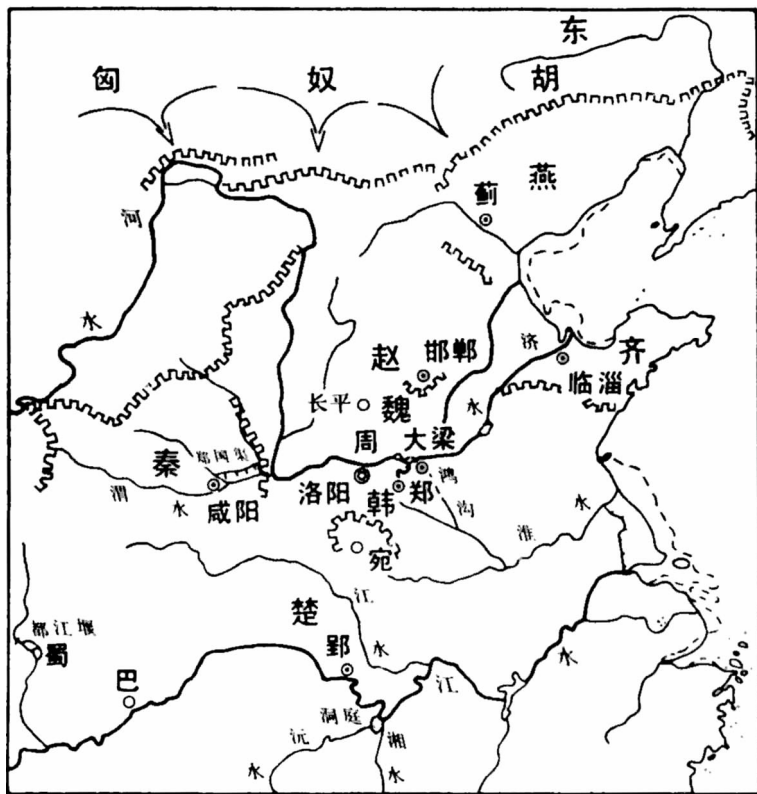 东
匈 奴 胡
燕
蓟
河
水
赵 邯郸
济
水
齐
临淄
长平 魏
周 大梁
秦
郑国渠
渭
水
咸阳
洛阳 韩 郑
鸿
沟
淮
水
宛
楚
江
水
郢
都江堰
蜀
巴
江
水
洞庭
沅
水
湘
水